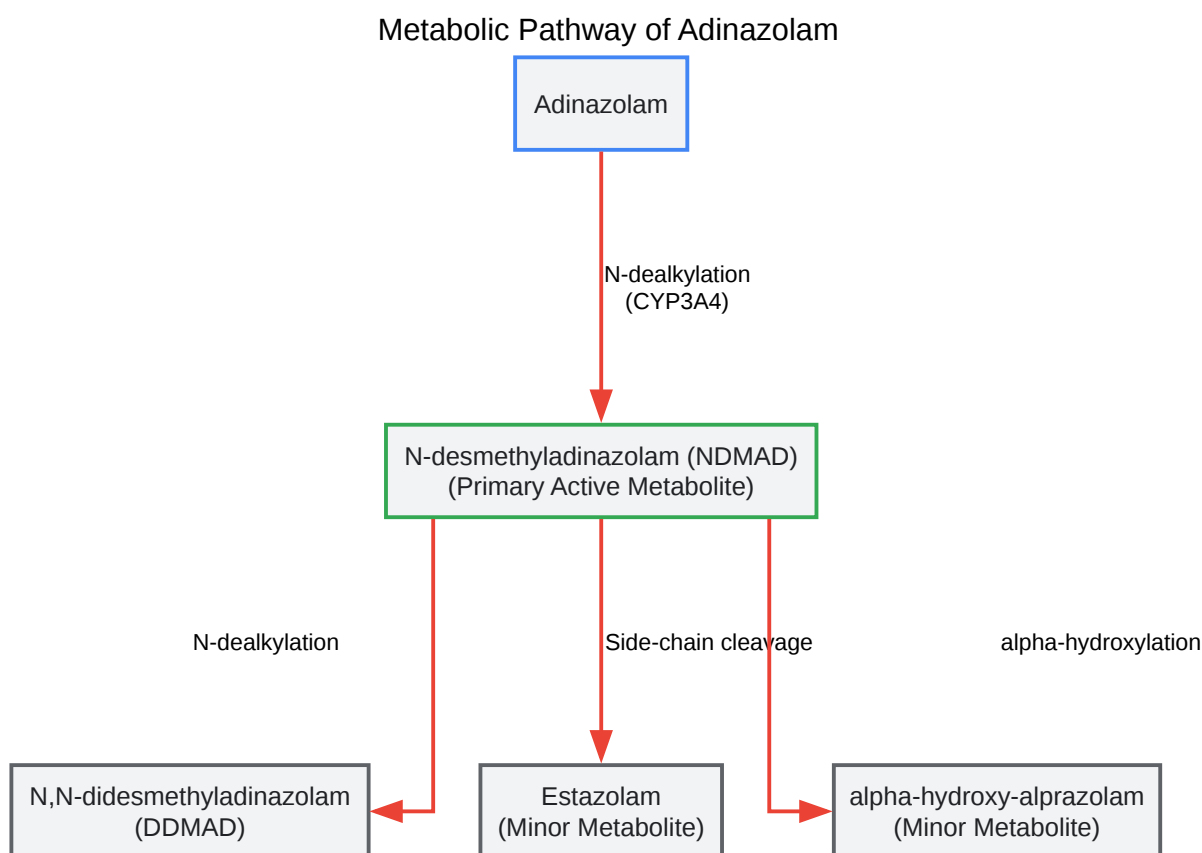 Metabolic Pathway of Adinazolam
Adinazolam
N-dealkylation
(CYP3A4)
N-desmethyladinazolam (NDMAD)
(Primary Active Metabolite)
N-dealkylation
Side-chain cleavage
alpha-hydroxylation
N,N-didesmethyladinazolam
(DDMAD)
Estazolam
(Minor Metabolite)
alpha-hydroxy-alprazolam
(Minor Metabolite)